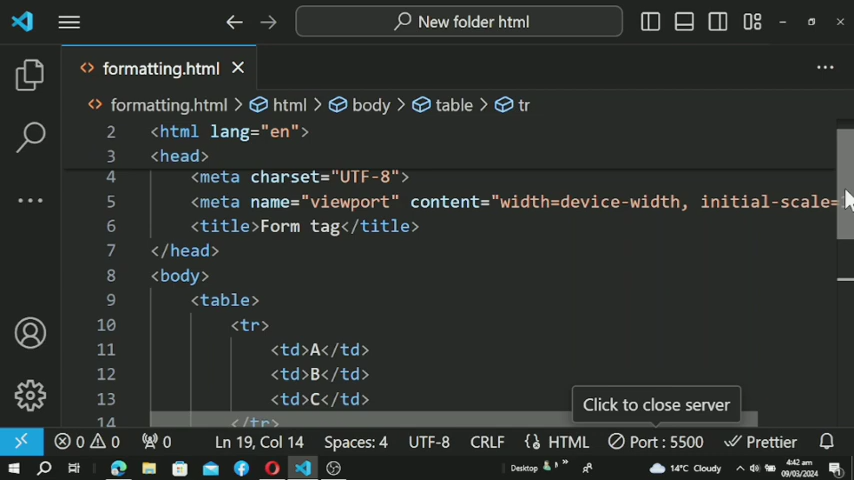 New folder html
formatting.html
formatting.html > html > body > table > tr
2 <html lang="en">
3 <head>
4 <meta charset="UTF-8">
5 <meta name="viewport" content="width=device-width, initial-scale=
6 <title>Form tag</title>
7 </head>
8 <body>
9 <table>
10 <tr>
11 <td>A</td>
12 <td>B</td>
13 <td>C</td>
14 </tr>
Click to close server
0 0 0 Ln 19, Col 14 Spaces: 4 UTF-8 CRLF HTML Port : 5500 Prettier
Desktop 14°C Cloudy 4:42 am
09/03/2024